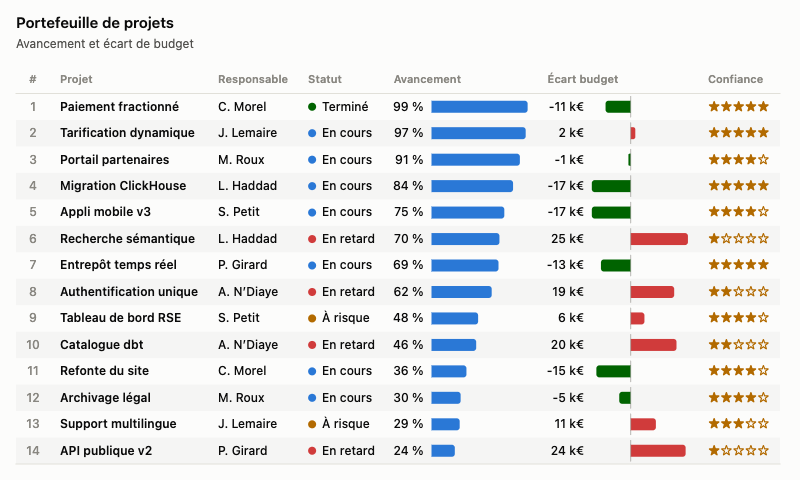 Portefeuille de projets
Avancement et écart de budget
# Projet Responsable Statut Avancement Écart budget Confiance
1 Paiement fractionné C. Morel Terminé 99 % -11 k€ ★★★★★
2 Tarification dynamique J. Lemaire En cours 97 % 2 k€ ★★★★★
3 Portail partenaires M. Roux En cours 91 % -1 k€ ★★★★☆
4 Migration ClickHouse L. Haddad En cours 84 % -17 k€ ★★★★★
5 Appli mobile v3 S. Petit En cours 75 % -17 k€ ★★★★☆
6 Recherche sémantique L. Haddad En retard 70 % 25 k€ ★☆☆☆☆
7 Entrepôt temps réel P. Girard En cours 69 % -13 k€ ★★★★★
8 Authentification unique A. N’Diaye En retard 62 % 19 k€ ★★☆☆☆
9 Tableau de bord RSE S. Petit À risque 48 % 6 k€ ★★★★☆
10 Catalogue dbt A. N’Diaye En retard 46 % 20 k€ ★★☆☆☆
11 Refonte du site C. Morel En cours 36 % -15 k€ ★★★★☆
12 Archivage légal M. Roux En cours 30 % -5 k€ ★★★★☆
13 Support multilingue J. Lemaire À risque 29 % 11 k€ ★★★☆☆
14 API publique v2 P. Girard En retard 24 % 24 k€ ★☆☆☆☆